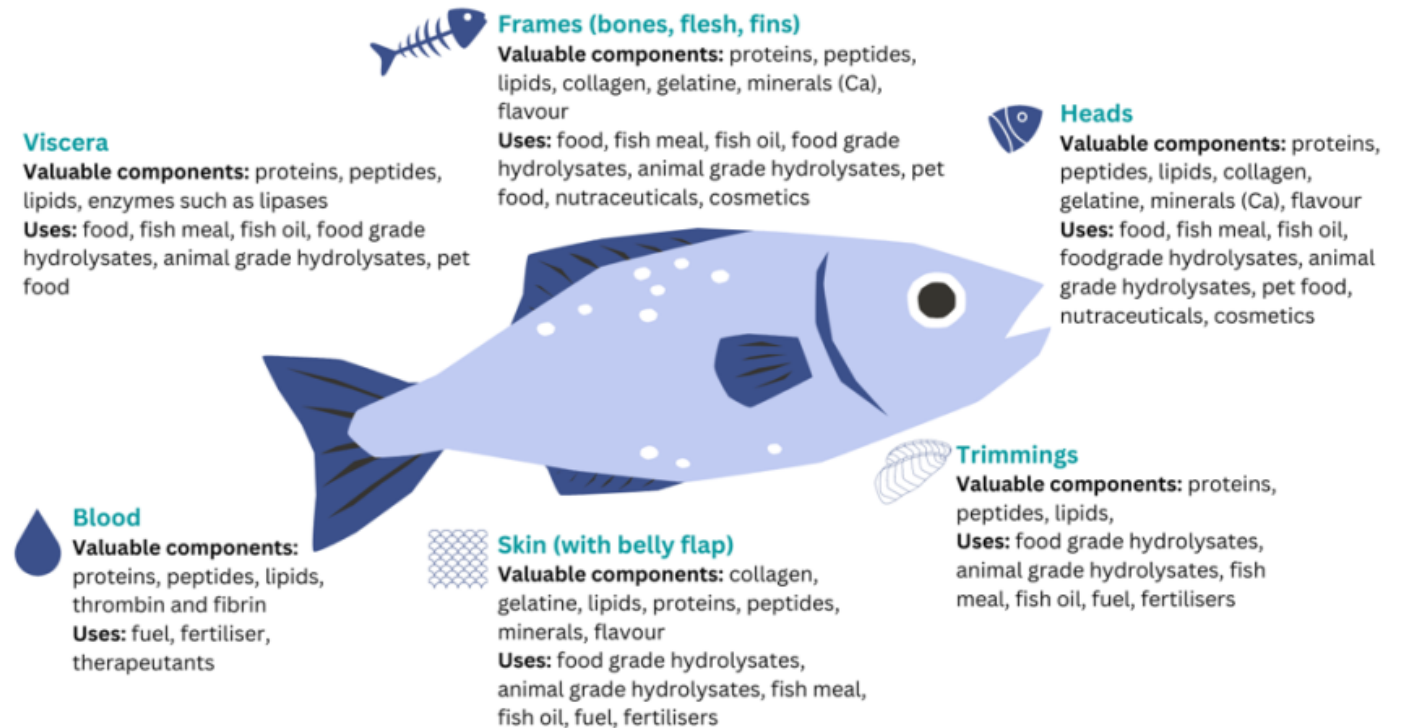 Frames (bones, flesh, fins)
Valuable components: proteins, peptides,
lipids, collagen, gelatine, minerals (Ca),
flavour
Uses: food, fish meal, fish oil, food grade
hydrolysates, animal grade hydrolysates, pet
food, nutraceuticals, cosmetics
Heads
Valuable components: proteins,
peptides, lipids, collagen,
gelatine, minerals (Ca), flavour
Uses: food, fish meal, fish oil,
foodgrade hydrolysates, animal
grade hydrolysates, pet food,
nutraceuticals, cosmetics
Viscera
Valuable components: proteins, peptides,
lipids, enzymes such as lipases
Uses: food, fish meal, fish oil, food grade
hydrolysates, animal grade hydrolysates, pet
food
Trimmings
Valuable components: proteins,
peptides, lipids,
Uses: food grade hydrolysates,
animal grade hydrolysates, fish
meal, fish oil, fuel, fertilisers
Blood
Valuable components:
proteins, peptides, lipids,
thrombin and fibrin
Uses: fuel, fertiliser,
therapeutants
Skin (with belly flap)
Valuable components: collagen,
gelatine, lipids, proteins, peptides,
minerals, flavour
Uses: food grade hydrolysates,
animal grade hydrolysates, fish meal,
fish oil, fuel, fertilisers